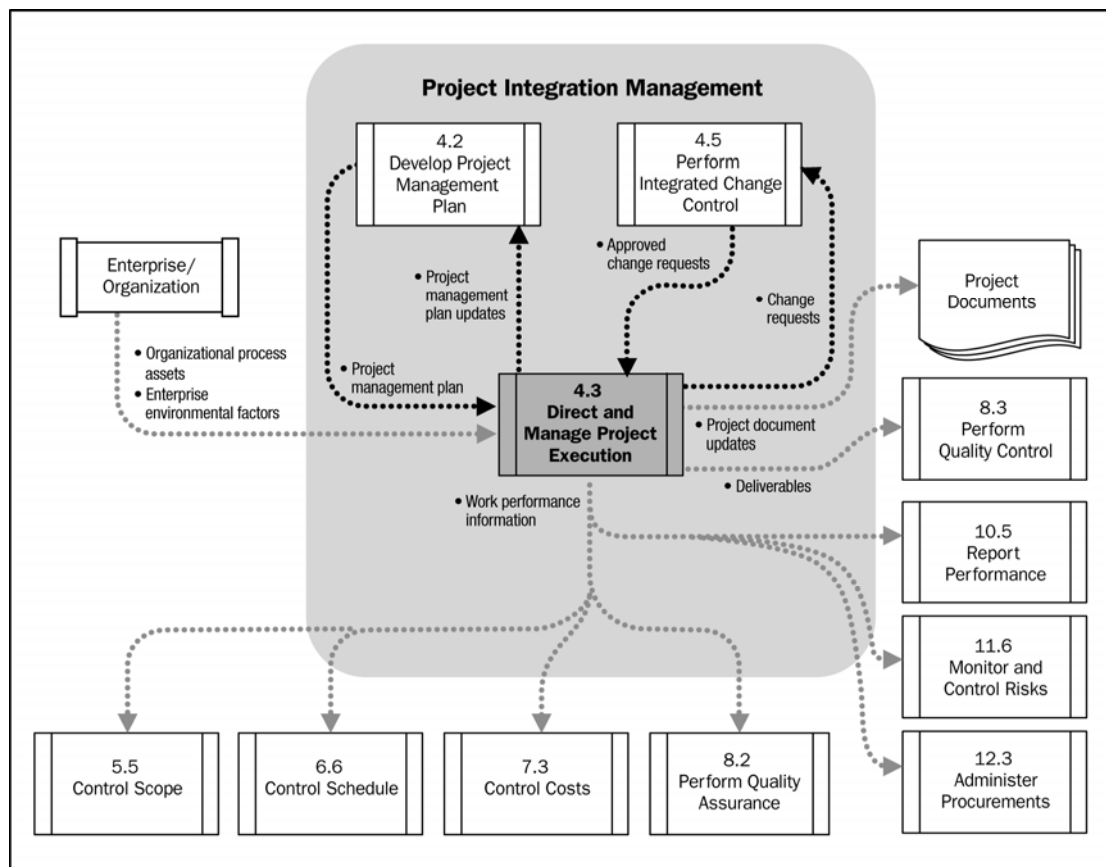 Project Integration Management
4.2
Develop Project
Management
Plan
4.5
Perform
Integrated Change
Control
Enterprise/
Organization
• Approved
change requests
• Project
management
plan updates
• Change
requests
Project
Documents
• Organizational process
assets
• Enterprise
environmental factors
• Project
management plan
4.3
Direct and
Manage Project
Execution
• Project document
updates
8.3
Perform
Quality Control
• Deliverables
• Work performance
information
10.5
Report
Performance
11.6
Monitor and
Control Risks
5.5
Control Scope
6.6
Control Schedule
7.3
Control Costs
8.2
Perform Quality
Assurance
12.3
Administer
Procurements